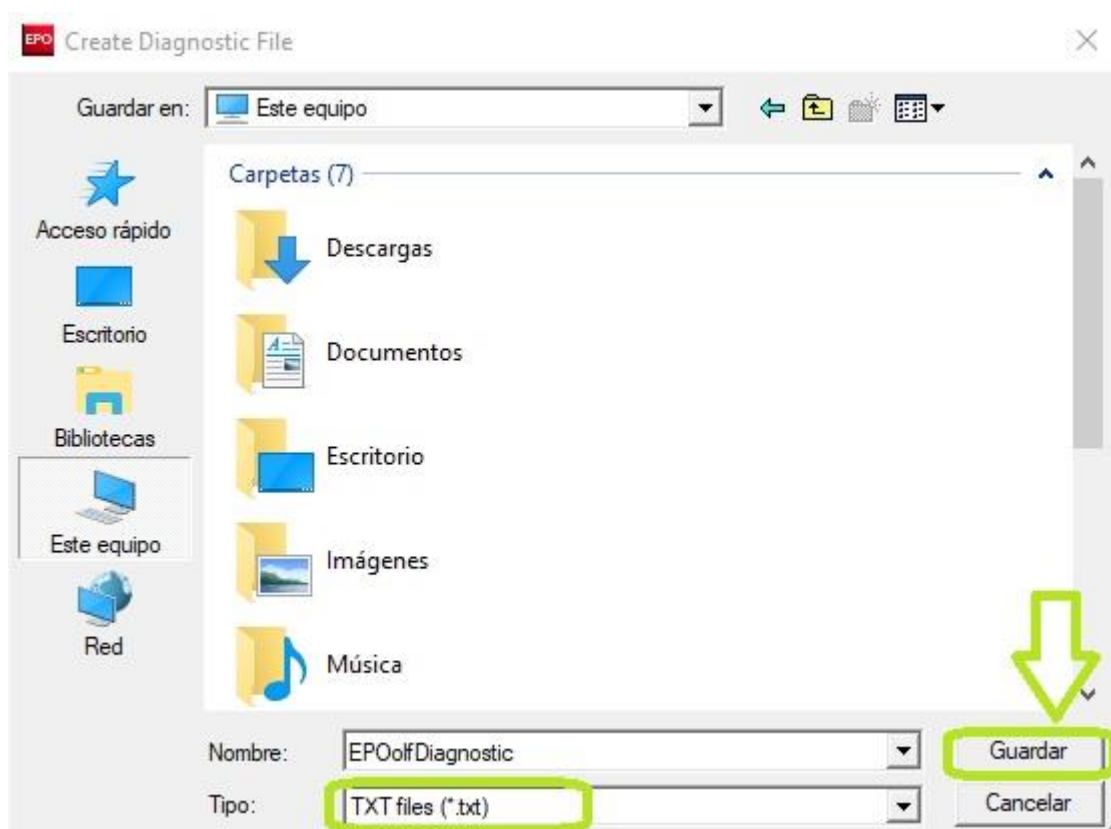 EPO Create Diagnostic File
Guardar en: Este equipo
Acceso rápido
Escritorio
Bibliotecas
Este equipo
Red
Carpetas (7)
Descargas
Documentos
Escritorio
Imágenes
Música
Nombre: EPOolfDiagnostic Guardar
Tipo: TXT files (*.txt) Cancelar